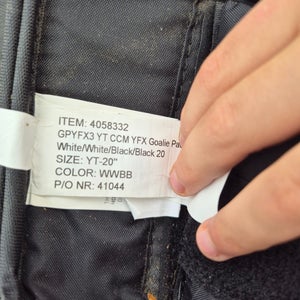 ITEM: 4058332
GPYFX3 YT CCM YFX Goalie Pa
White/White/Black/Black 20
SIZE: YT-20"
COLOR: WWBB
P/O NR: 41044